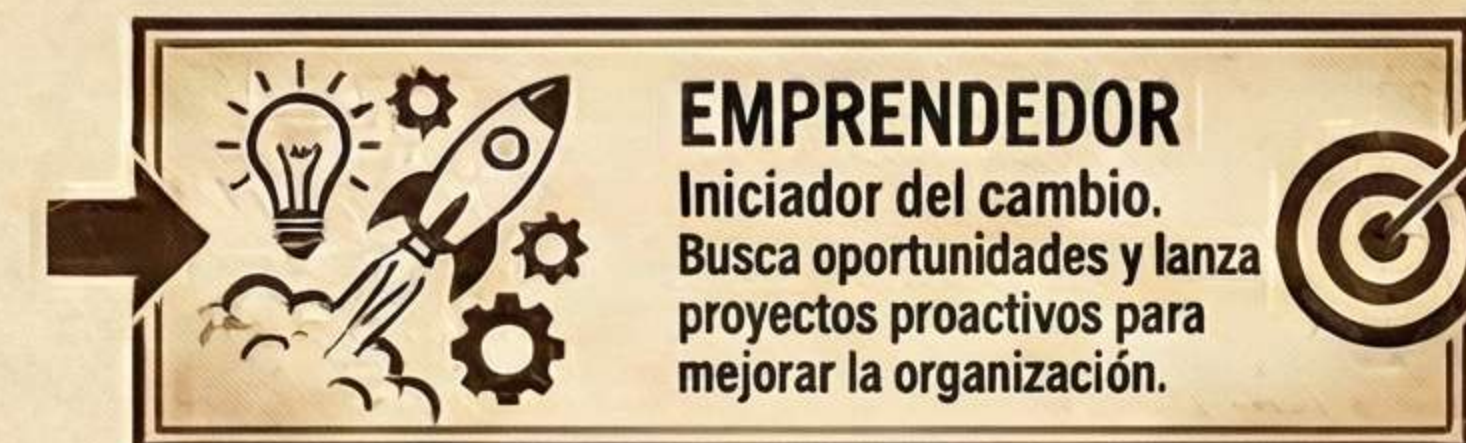 EMPRENDEDOR
Iniciador del cambio.
Busca oportunidades y lanza
proyectos proactivos para
mejorar la organización.